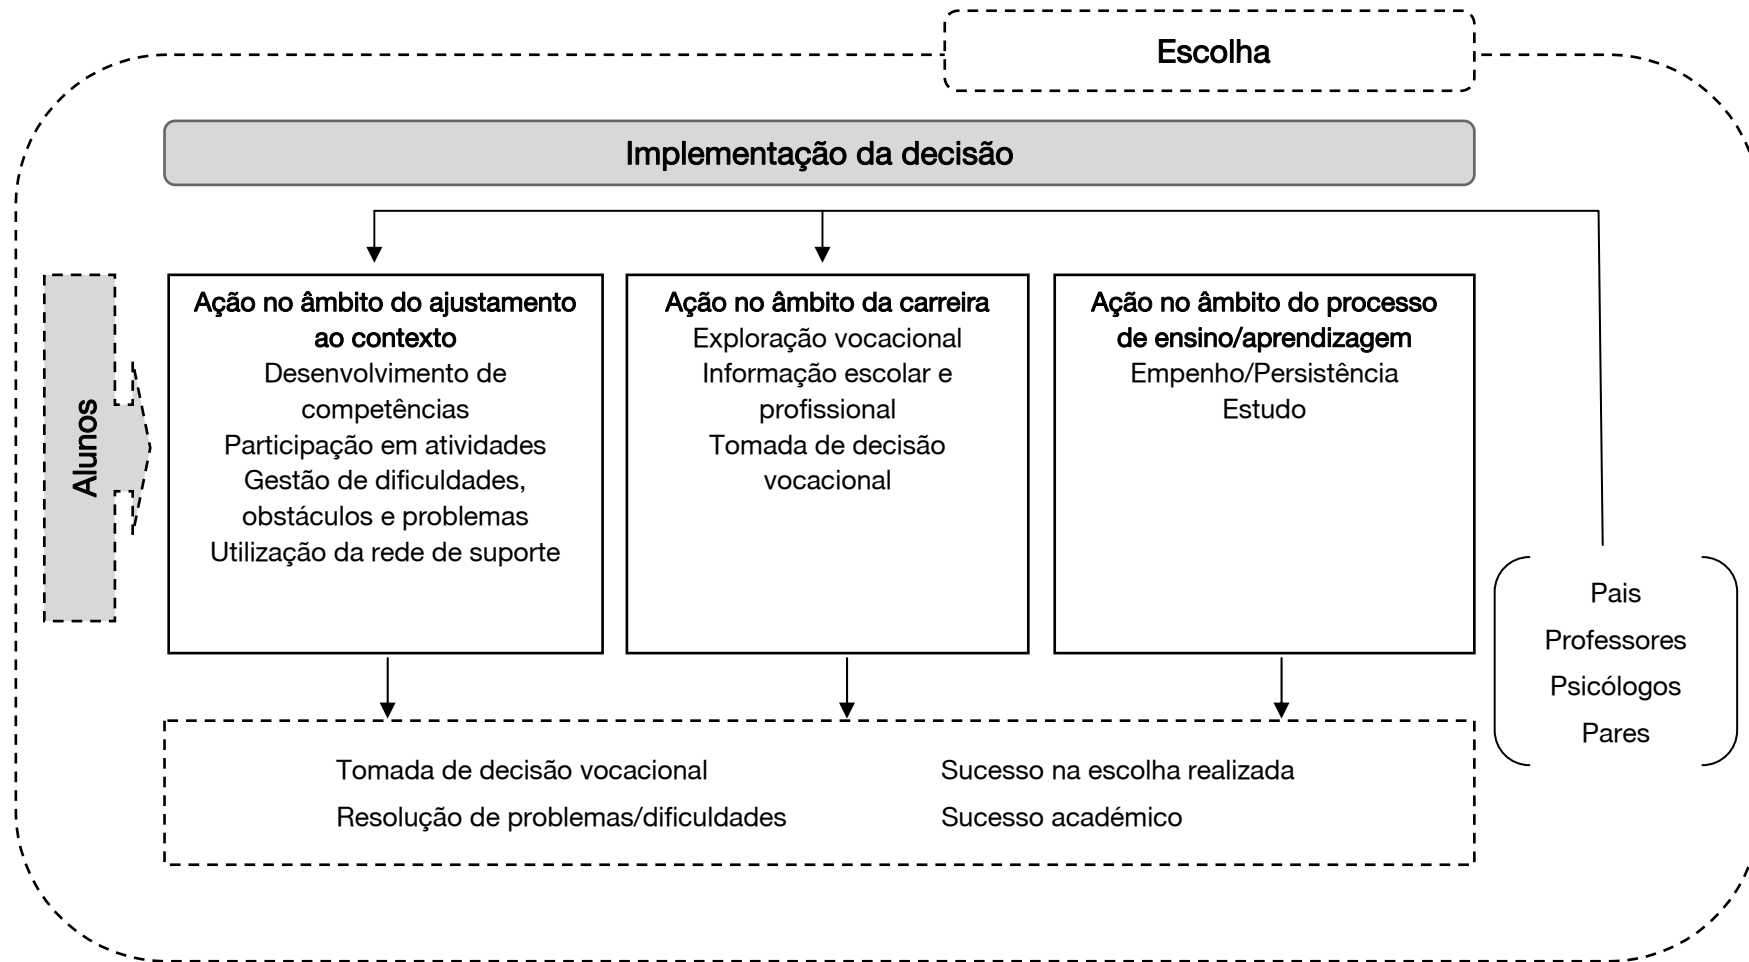 Escolha
Implementação da decisão
Alunos
Ação no âmbito do ajustamento
ao contexto
Desenvolvimento de
competências
Participação em atividades
Gestão de dificuldades,
obstáculos e problemas
Utilização da rede de suporte
Ação no âmbito da carreira
Exploração vocacional
Informação escolar e
profissional
Tomada de decisão
vocacional
Ação no âmbito do processo
de ensino/aprendizagem
Empenho/Persistência
Estudo
Pais
Professores
Psicólogos
Pares
Tomada de decisão vocacional
Resolução de problemas/dificuldades
Sucesso na escolha realizada
Sucesso académico